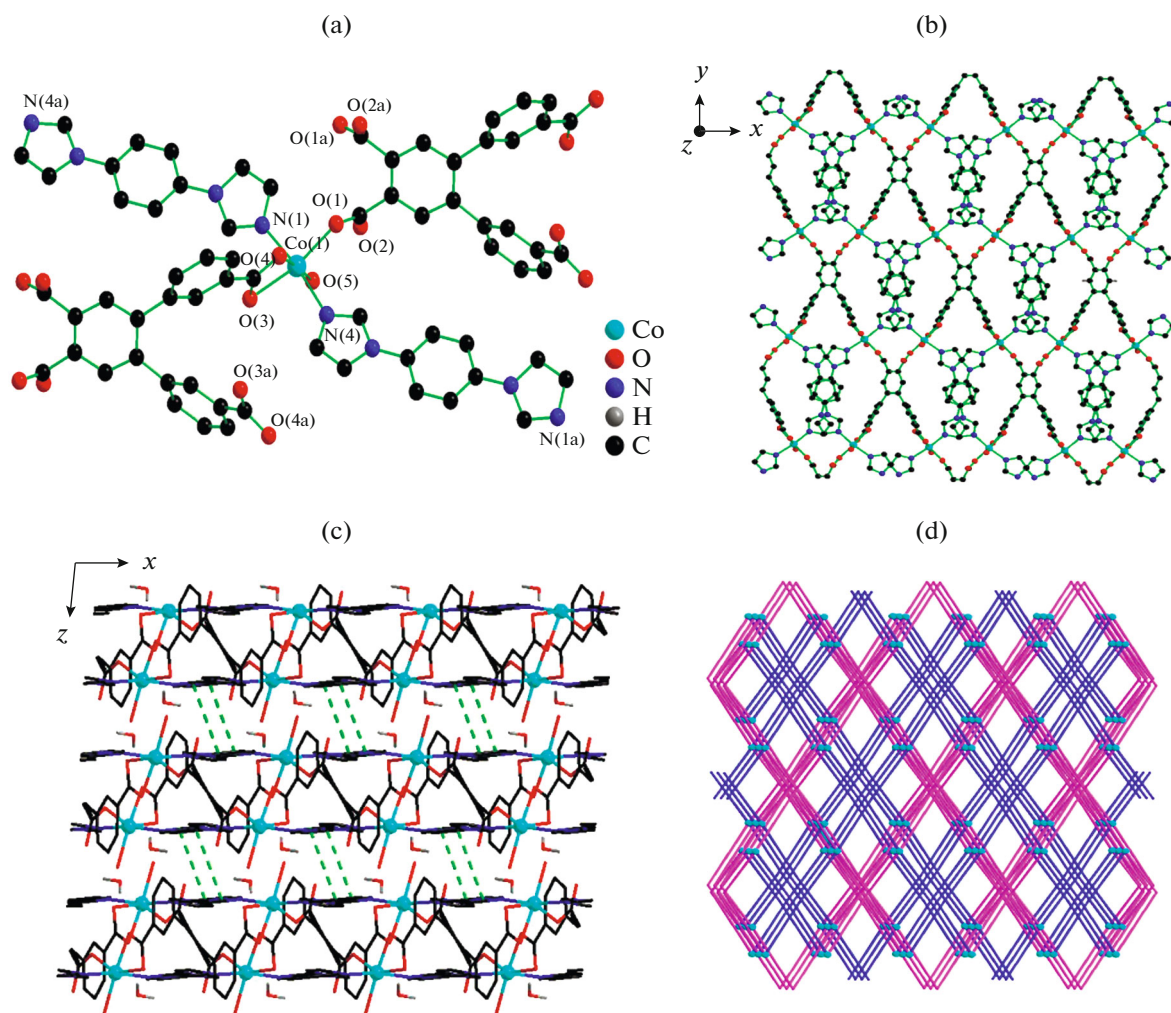 (a)
N(4a)
O(2a)
O(1a)
N(1)
O(1)
Co(1)
O(2)
O(4)
O(5)
O(3)
N(4)
O(3a)
O(4a)
N(1a)
Co
O
N
H
C
(b)
y
z
x
(c)
x
z
(d)